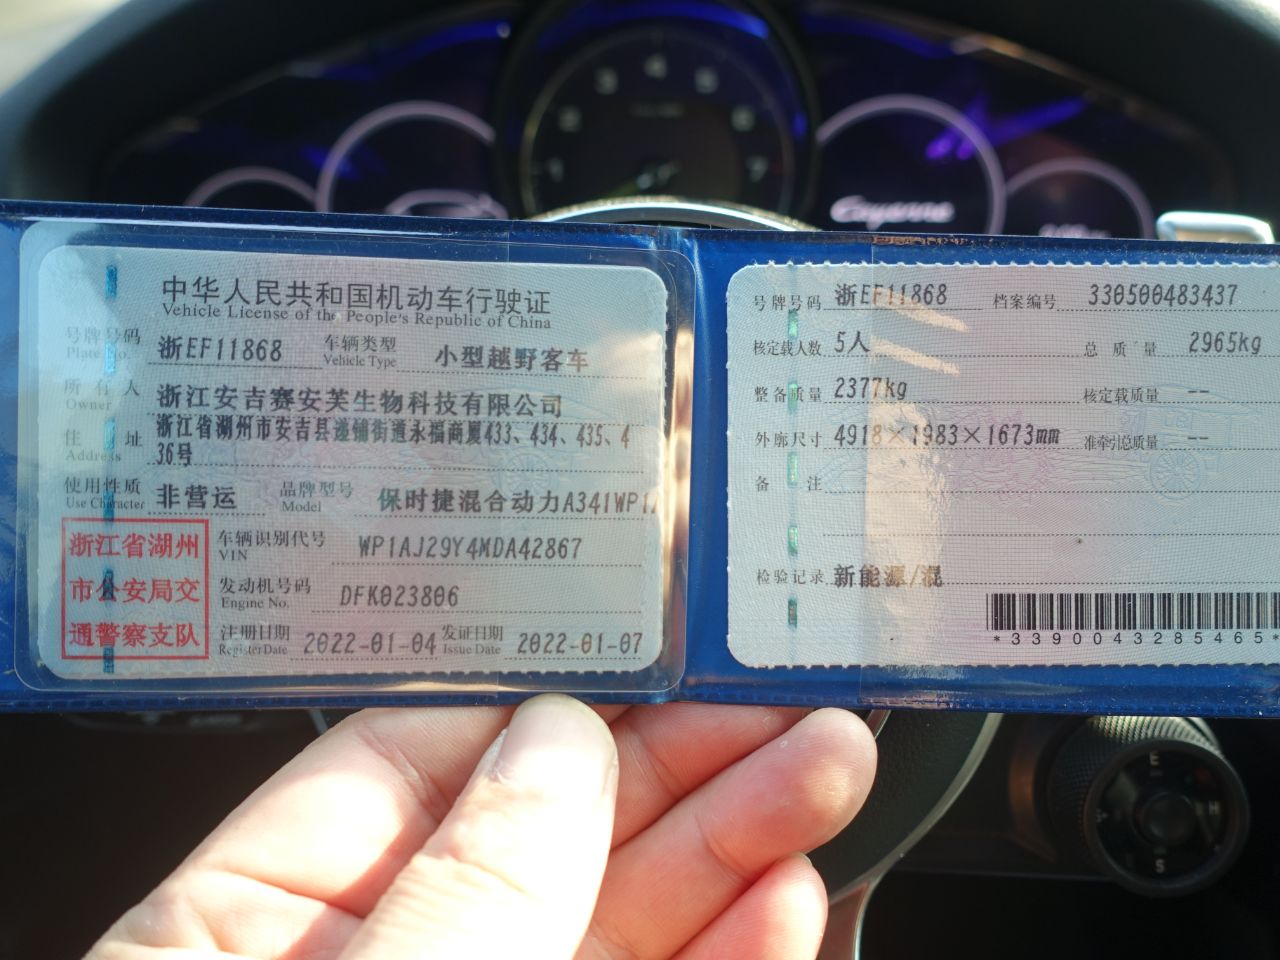 中华人民共和国机动车行驶证
Vehicle License of the People's Republic of China
号牌号码 浙EF11868 车辆类型 小型越野客车
Plate No. Vehicle Type
所有人 浙江安吉赛安芙生物科技有限公司
Owner
住址 浙江省湖州市安吉县递铺街道永福商厦433、434、435、4
Address 36号
使用性质 非营运 品牌型号 保时捷混合动力A341WP1
Use Character Model
浙江省湖州
市公安局交
通警察支队
车辆识别代号 WP1AJ29Y4MDA42867
VIN
发动机号码 DFK023806
Engine No.
注册日期 2022-01-04 发证日期 2022-01-07
Register Date Issue Date
号牌号码 浙EF11868 档案编号 330500483437
核定载人数 5人 总质量 2965kg
整备质量 2377kg 核定载质量 --
外廓尺寸 4918×1983×1673mm 准牵引总质量 --
备注
检验记录 新能源/混
*3390043285465*
Cayenne
1 2 3 4 5 6 7
E
H
S